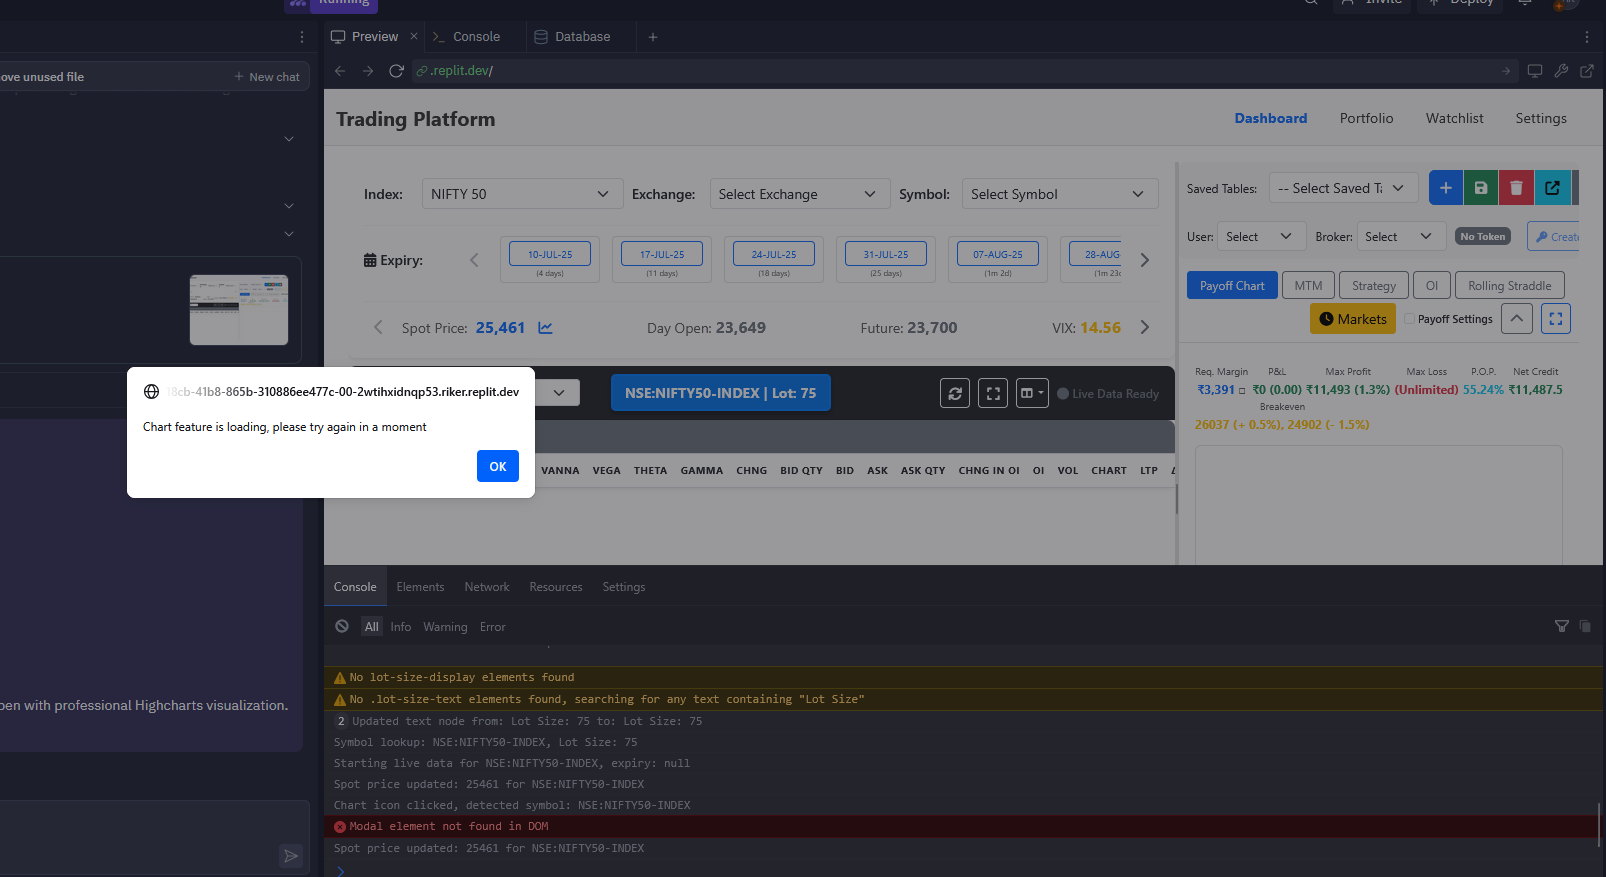 Running
Invite
Deploy
Preview
Console
Database
ove unused file
New chat
.replit.dev/
Trading Platform
Dashboard
Portfolio
Watchlist
Settings
Index:
NIFTY 50
Exchange:
Select Exchange
Symbol:
Select Symbol
Saved Tables:
-- Select Saved Ta
User:
Select
Broker:
Select
No Token
Create
Expiry:
10-JUL-25
(4 days)
17-JUL-25
(11 days)
24-JUL-25
(18 days)
31-JUL-25
(25 days)
07-AUG-25
(1m 2d)
28-AUG-
(1m 23d
Payoff Chart
MTM
Strategy
OI
Rolling Straddle
Markets
Payoff Settings
Spot Price: 25,461
Day Open: 23,649
Future: 23,700
VIX: 14.56
NSE:NIFTY50-INDEX | Lot: 75
Live Data Ready
Req. Margin
P&L
Max Profit
Max Loss
P.O.P.
Net Credit
₹3,391
₹0 (0.00)
₹11,493 (1.3%)
(Unlimited)
55.24%
₹11,487.5
Breakeven
26037 (+ 0.5%), 24902 (- 1.5%)
8cb-41b8-865b-310886ee477c-00-2wtihxidnqp53.riker.replit.dev
Chart feature is loading, please try again in a moment
OK
VANNA VEGA THETA GAMMA CHNG BID QTY BID ASK ASK QTY CHNG IN OI OI VOL CHART LTP
Console
Elements
Network
Resources
Settings
All
Info
Warning
Error
No lot-size-display elements found
No .lot-size-text elements found, searching for any text containing "Lot Size"
2 Updated text node from: Lot Size: 75 to: Lot Size: 75
Symbol lookup: NSE:NIFTY50-INDEX, Lot Size: 75
Starting live data for NSE:NIFTY50-INDEX, expiry: null
Spot price updated: 25461 for NSE:NIFTY50-INDEX
Chart icon clicked, detected symbol: NSE:NIFTY50-INDEX
Modal element not found in DOM
Spot price updated: 25461 for NSE:NIFTY50-INDEX
pen with professional Highcharts visualization.